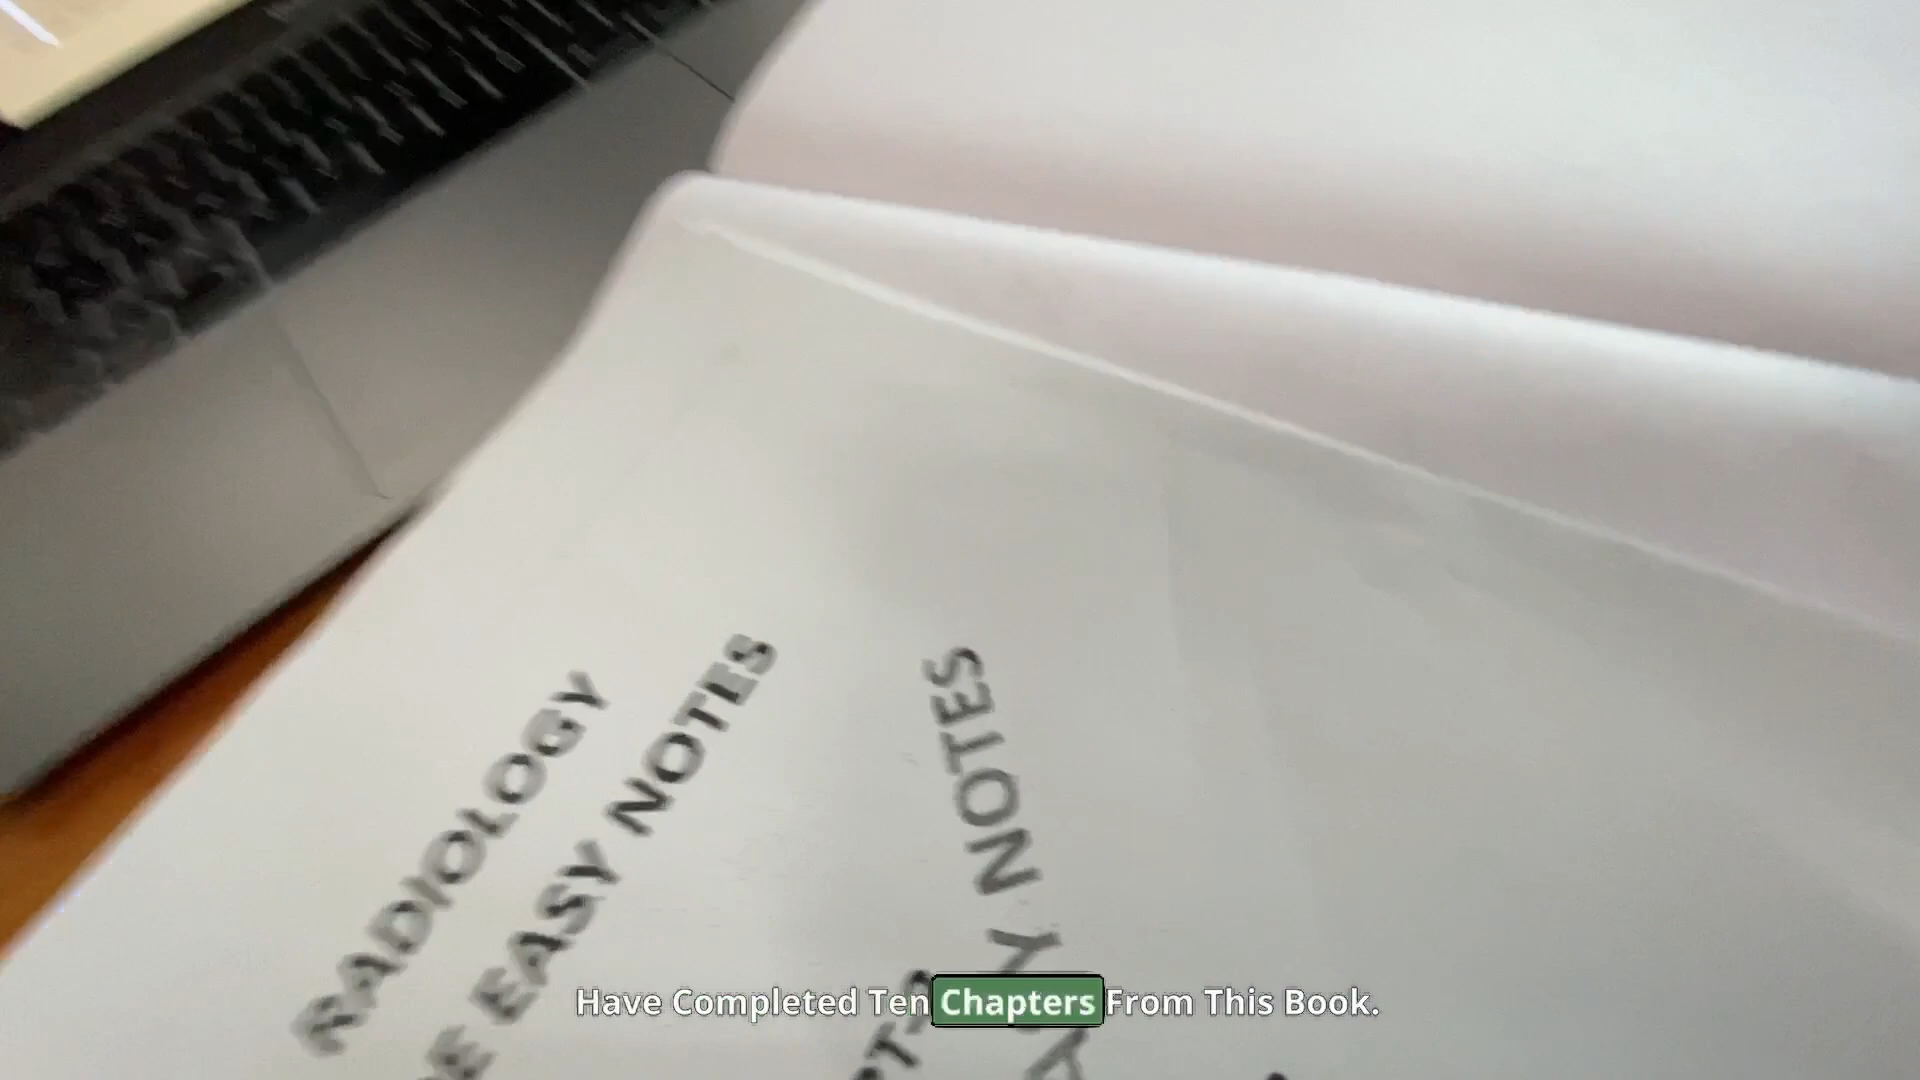 RADIOLOGY
E EASY NOTES
Y NOTES
Have Completed Ten Chapters From This Book.